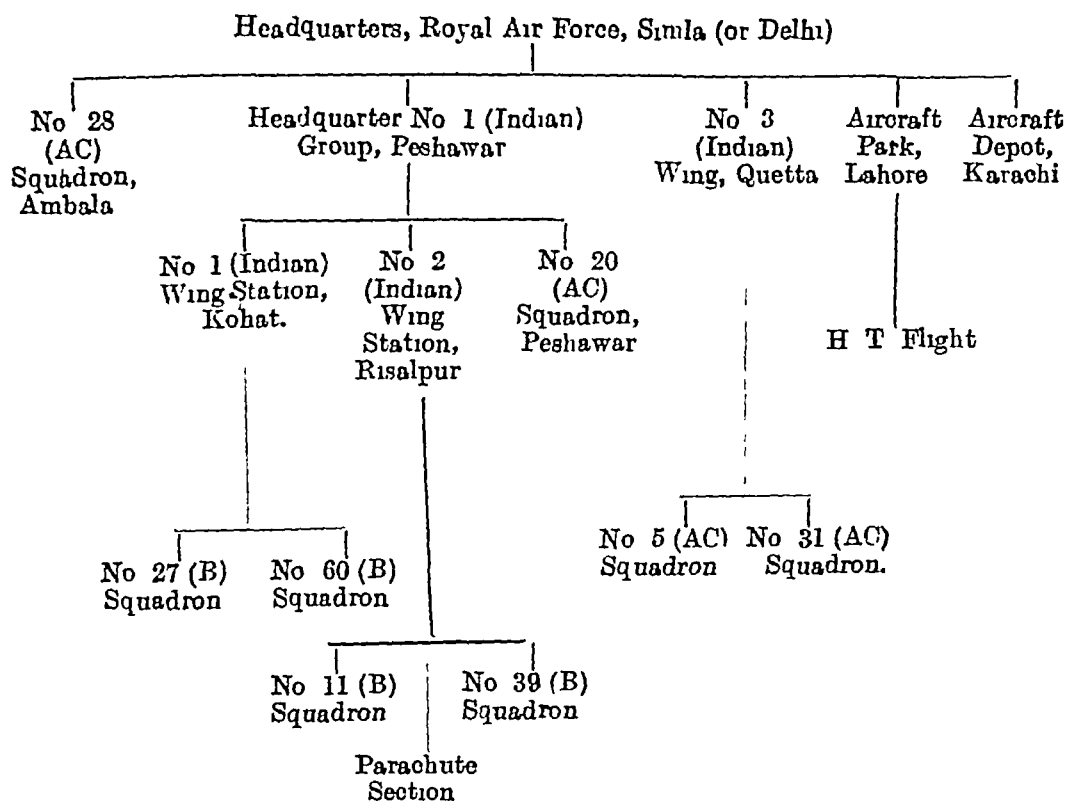 Headquarters, Royal Air Force, Simla (or Delhi)
No 28
(AC)
Squadron,
Ambala
Headquarter No 1 (Indian)
Group, Peshawar
No 3
(Indian)
Wing, Quetta
Aircraft
Park,
Lahore
Aircraft
Depot,
Karachi
No 1 (Indian)
Wing Station,
Kohat.
No 2
(Indian)
Wing
Station,
Risalpur
No 20
(AC)
Squadron,
Peshawar
H T Flight
No 27 (B)
Squadron
No 60 (B)
Squadron
No 5 (AC)
Squadron
No 31 (AC)
Squadron.
No 11 (B)
Squadron
No 39 (B)
Squadron
Parachute
Section